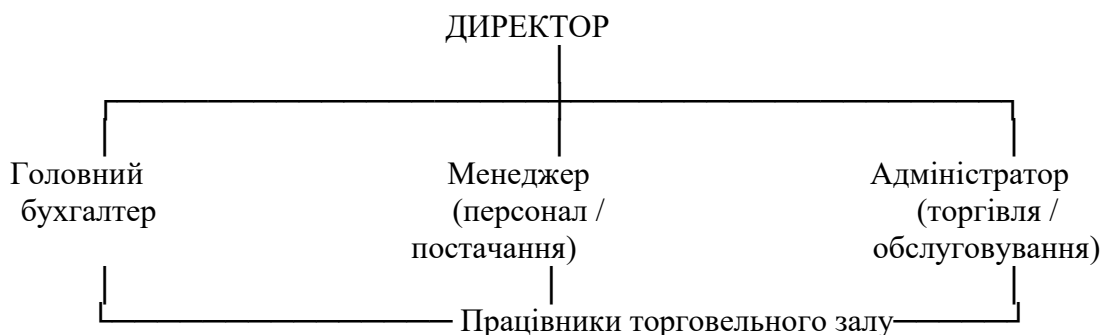 ДИРЕКТОР
Головний
бухгалтер
Менеджер
(персонал /
постачання)
Адміністратор
(торгівля /
обслуговування)
Працівники торговельного залу